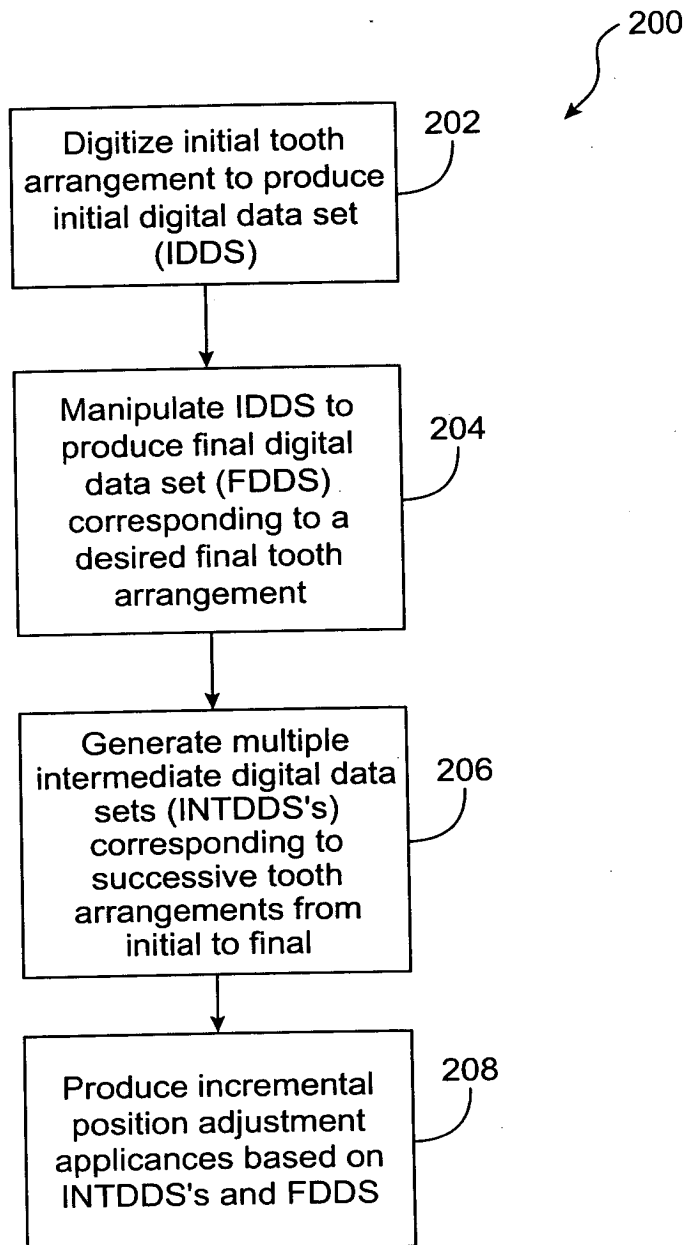 200
202
Digitize initial tooth
arrangement to produce
initial digital data set
(IDDS)
204
Manipulate IDDS to
produce final digital
data set (FDDS)
corresponding to a
desired final tooth
arrangement
206
Generate multiple
intermediate digital data
sets (INTDDS's)
corresponding to
successive tooth
arrangements from
initial to final
208
Produce incremental
position adjustment
applicances based on
INTDDS's and FDDS